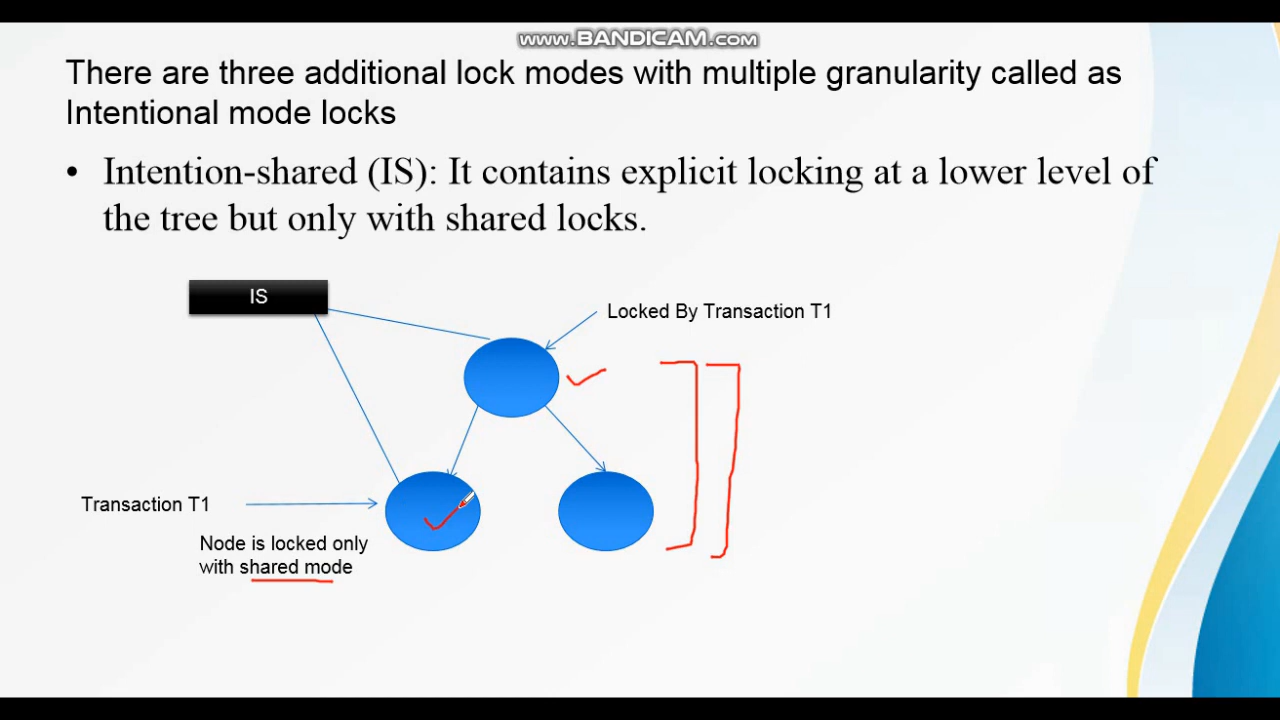 www.BANDICAM.com
There are three additional lock modes with multiple granularity called as
Intentional mode locks
• Intention-shared (IS): It contains explicit locking at a lower level of
the tree but only with shared locks.
IS
Locked By Transaction T1
Transaction T1
Node is locked only
with shared mode